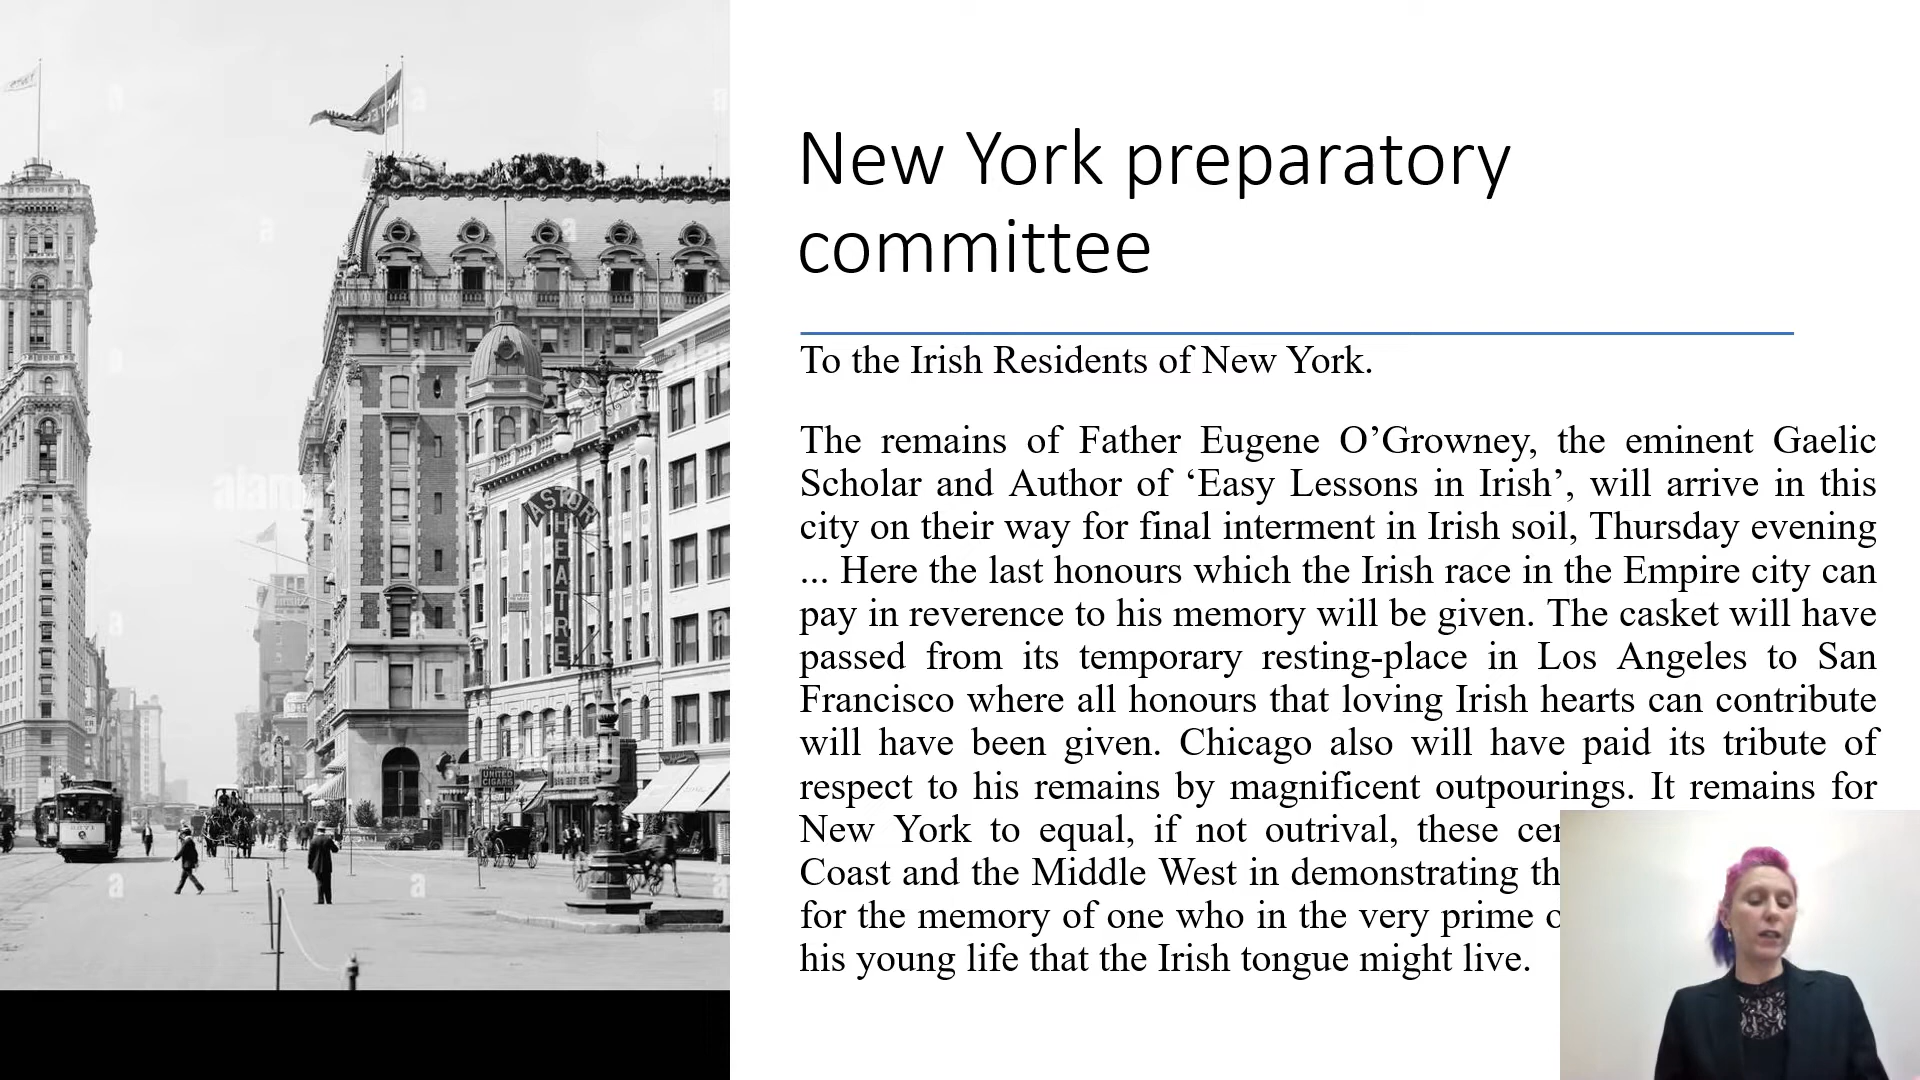 New York preparatory
committee
To the Irish Residents of New York.
The remains of Father Eugene O’Growney, the eminent Gaelic
Scholar and Author of ‘Easy Lessons in Irish’, will arrive in this
city on their way for final interment in Irish soil, Thursday evening
... Here the last honours which the Irish race in the Empire city can
pay in reverence to his memory will be given. The casket will have
passed from its temporary resting-place in Los Angeles to San
Francisco where all honours that loving Irish hearts can contribute
will have been given. Chicago also will have paid its tribute of
respect to his remains by magnificent outpourings. It remains for
New York to equal, if not outrival, these
Coast and the Middle West in demonstrating
for the memory of one who in the very prime
his young life that the Irish tongue might live.
ASTOR
THEATRE
UNITED
CIGARS